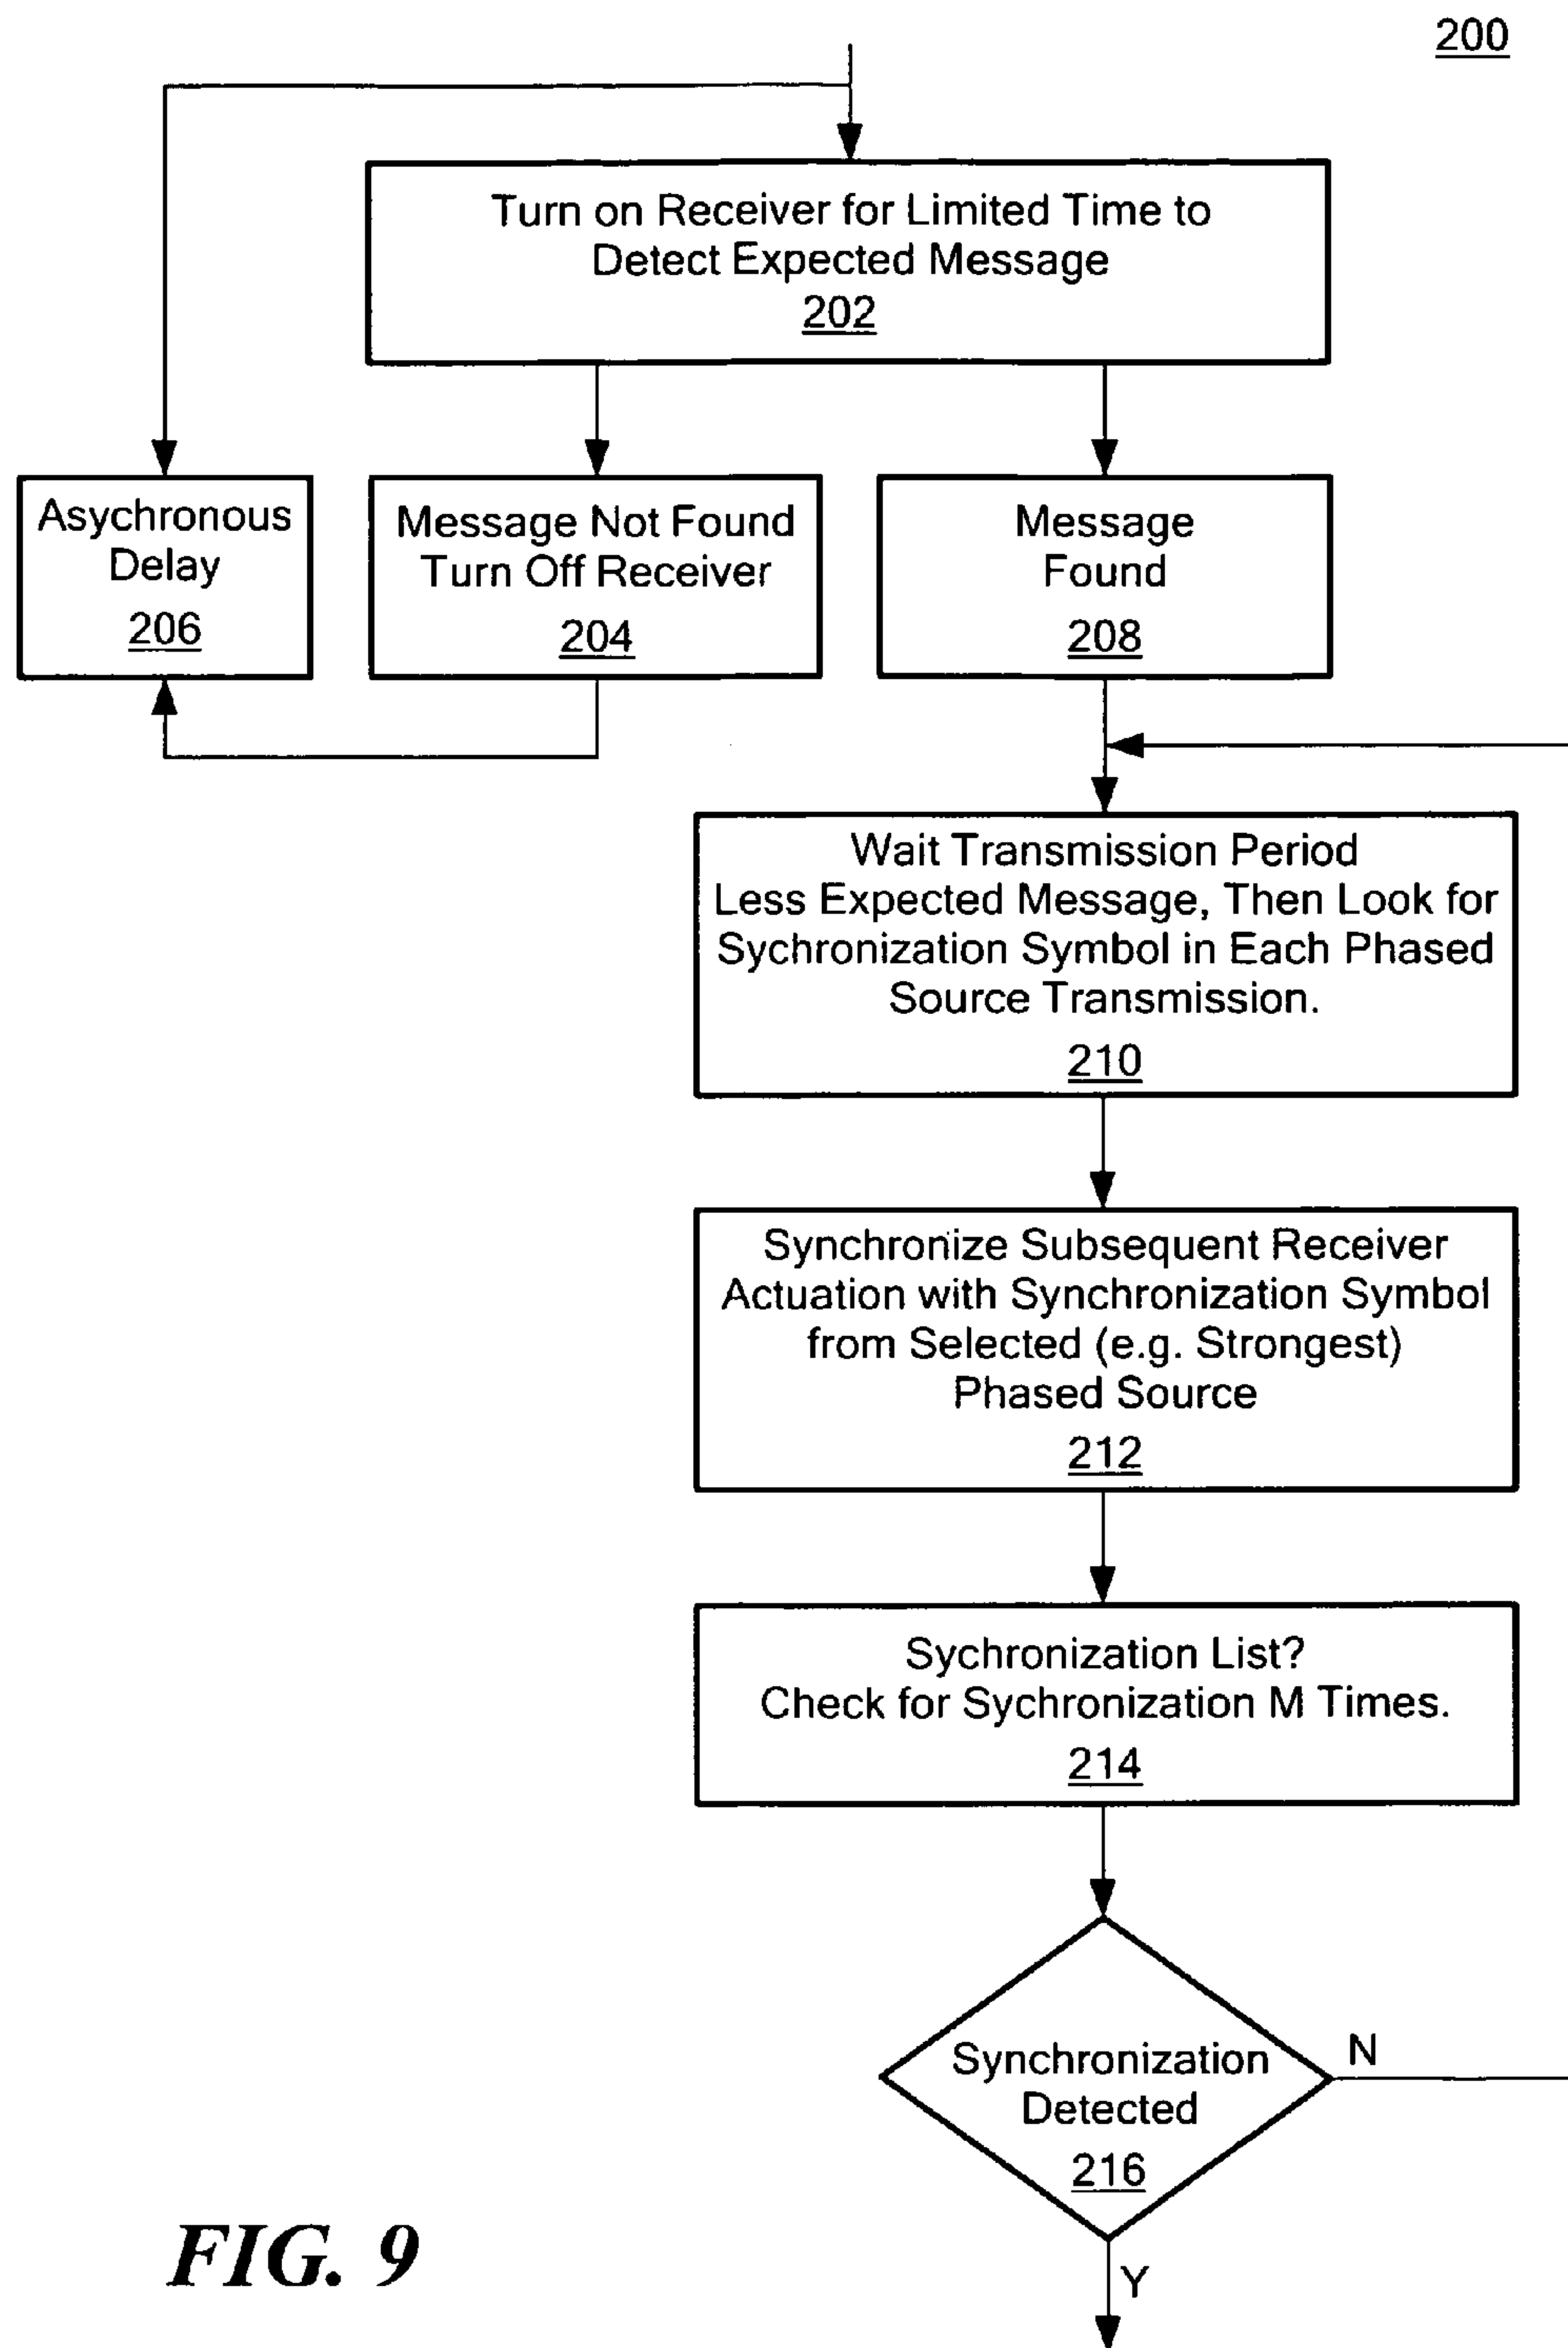 200
Turn on Receiver for Limited Time to
Detect Expected Message
202
Asychronous
Delay
206
Message Not Found
Turn Off Receiver
204
Message
Found
208
Wait Transmission Period
Less Expected Message, Then Look for
Sychronization Symbol in Each Phased
Source Transmission.
210
Synchronize Subsequent Receiver
Actuation with Synchronization Symbol
from Selected (e.g. Strongest)
Phased Source
212
Sychronization List?
Check for Sychronization M Times.
214
Synchronization
Detected
216
N
Y
FIG. 9